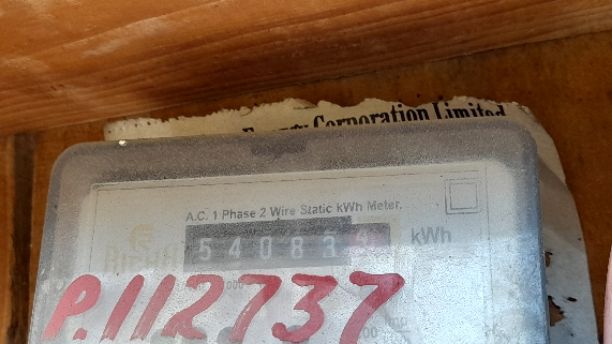 Corporation Limited
A.C. 1 Phase 2 Wire Static kWh Meter.
54083 kWh
P.112737